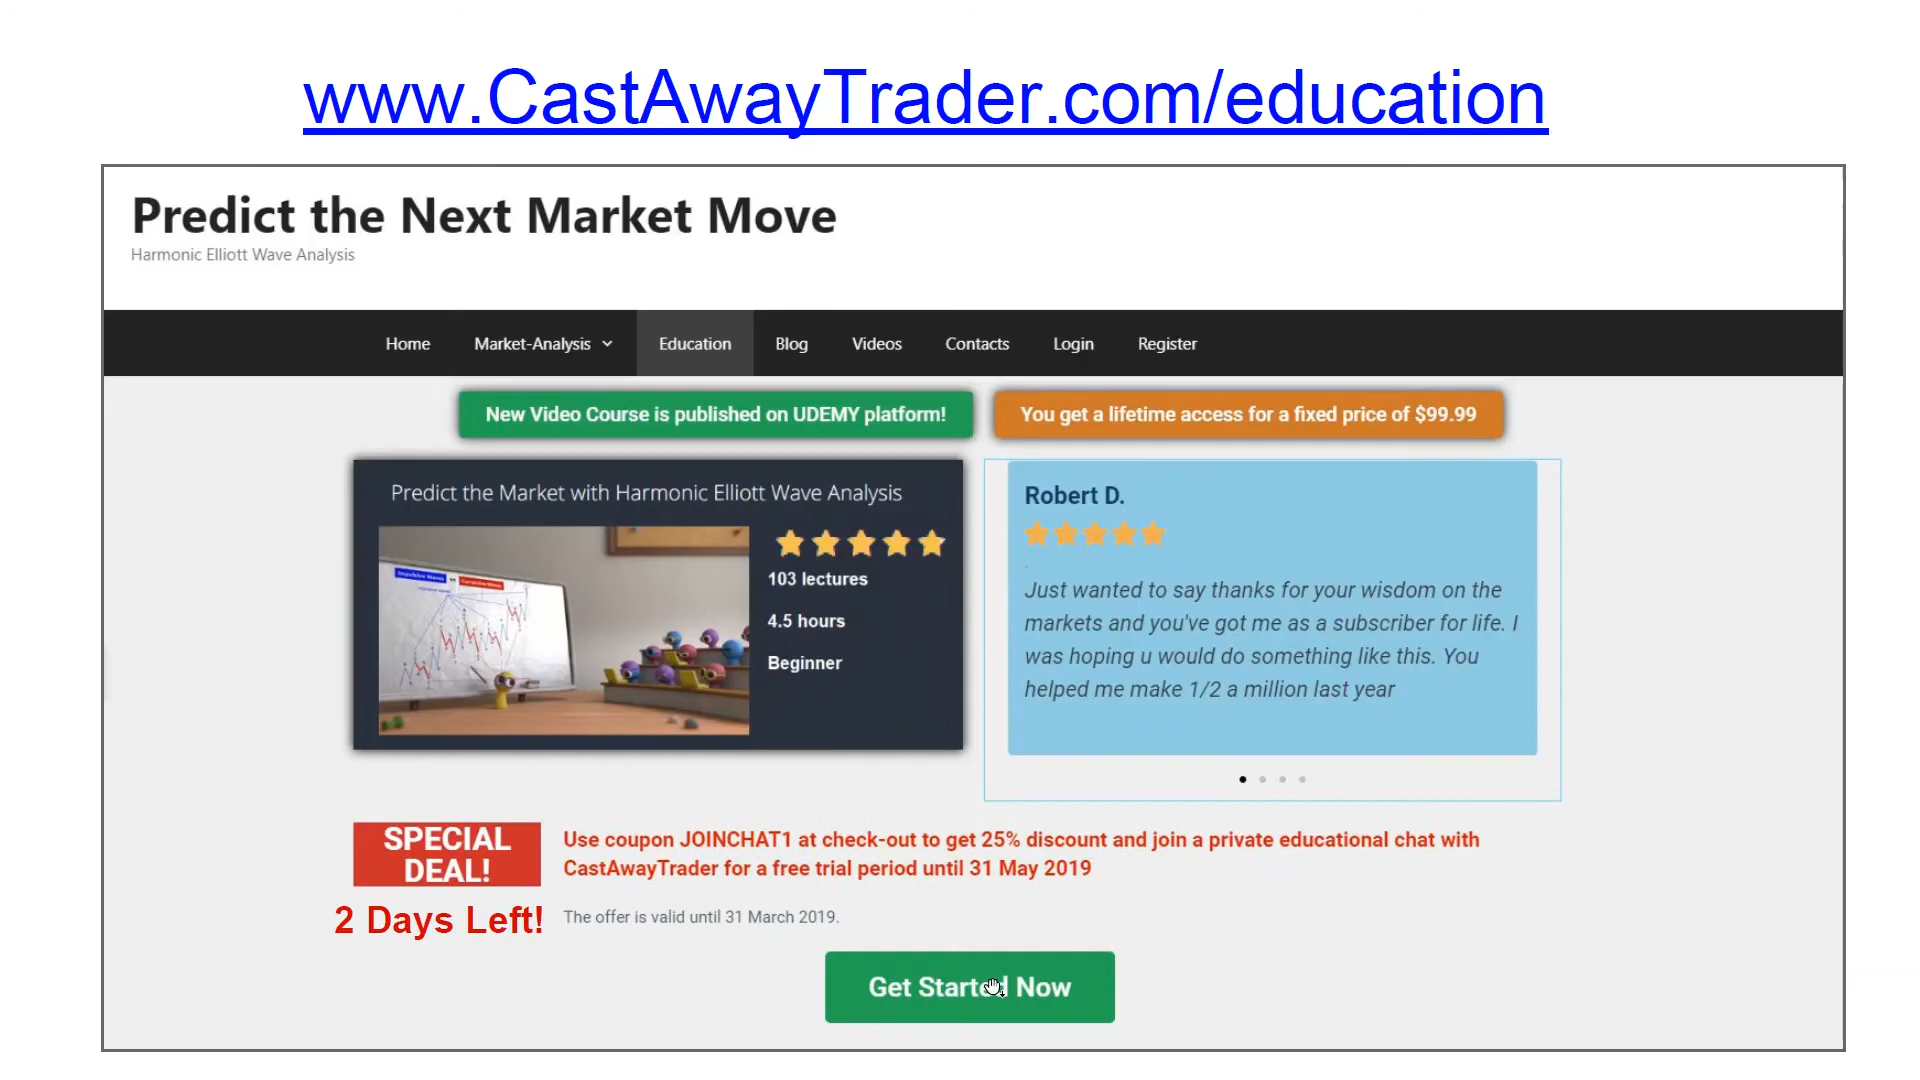 www.CastAwayTrader.com/education
Predict the Next Market Move
Harmonic Elliott Wave Analysis
Home Market-Analysis Education Blog Videos Contacts Login Register
New Video Course is published on UDEMY platform!
You get a lifetime access for a fixed price of $99.99
Predict the Market with Harmonic Elliott Wave Analysis
103 lectures
4.5 hours
Beginner
Robert D.
Just wanted to say thanks for your wisdom on the
markets and you've got me as a subscriber for life. I
was hoping u would do something like this. You
helped me make 1/2 a million last year
SPECIAL
DEAL!
Use coupon JOINCHAT1 at check-out to get 25% discount and join a private educational chat with
CastAwayTrader for a free trial period until 31 May 2019
2 Days Left!
The offer is valid until 31 March 2019.
Get Started Now